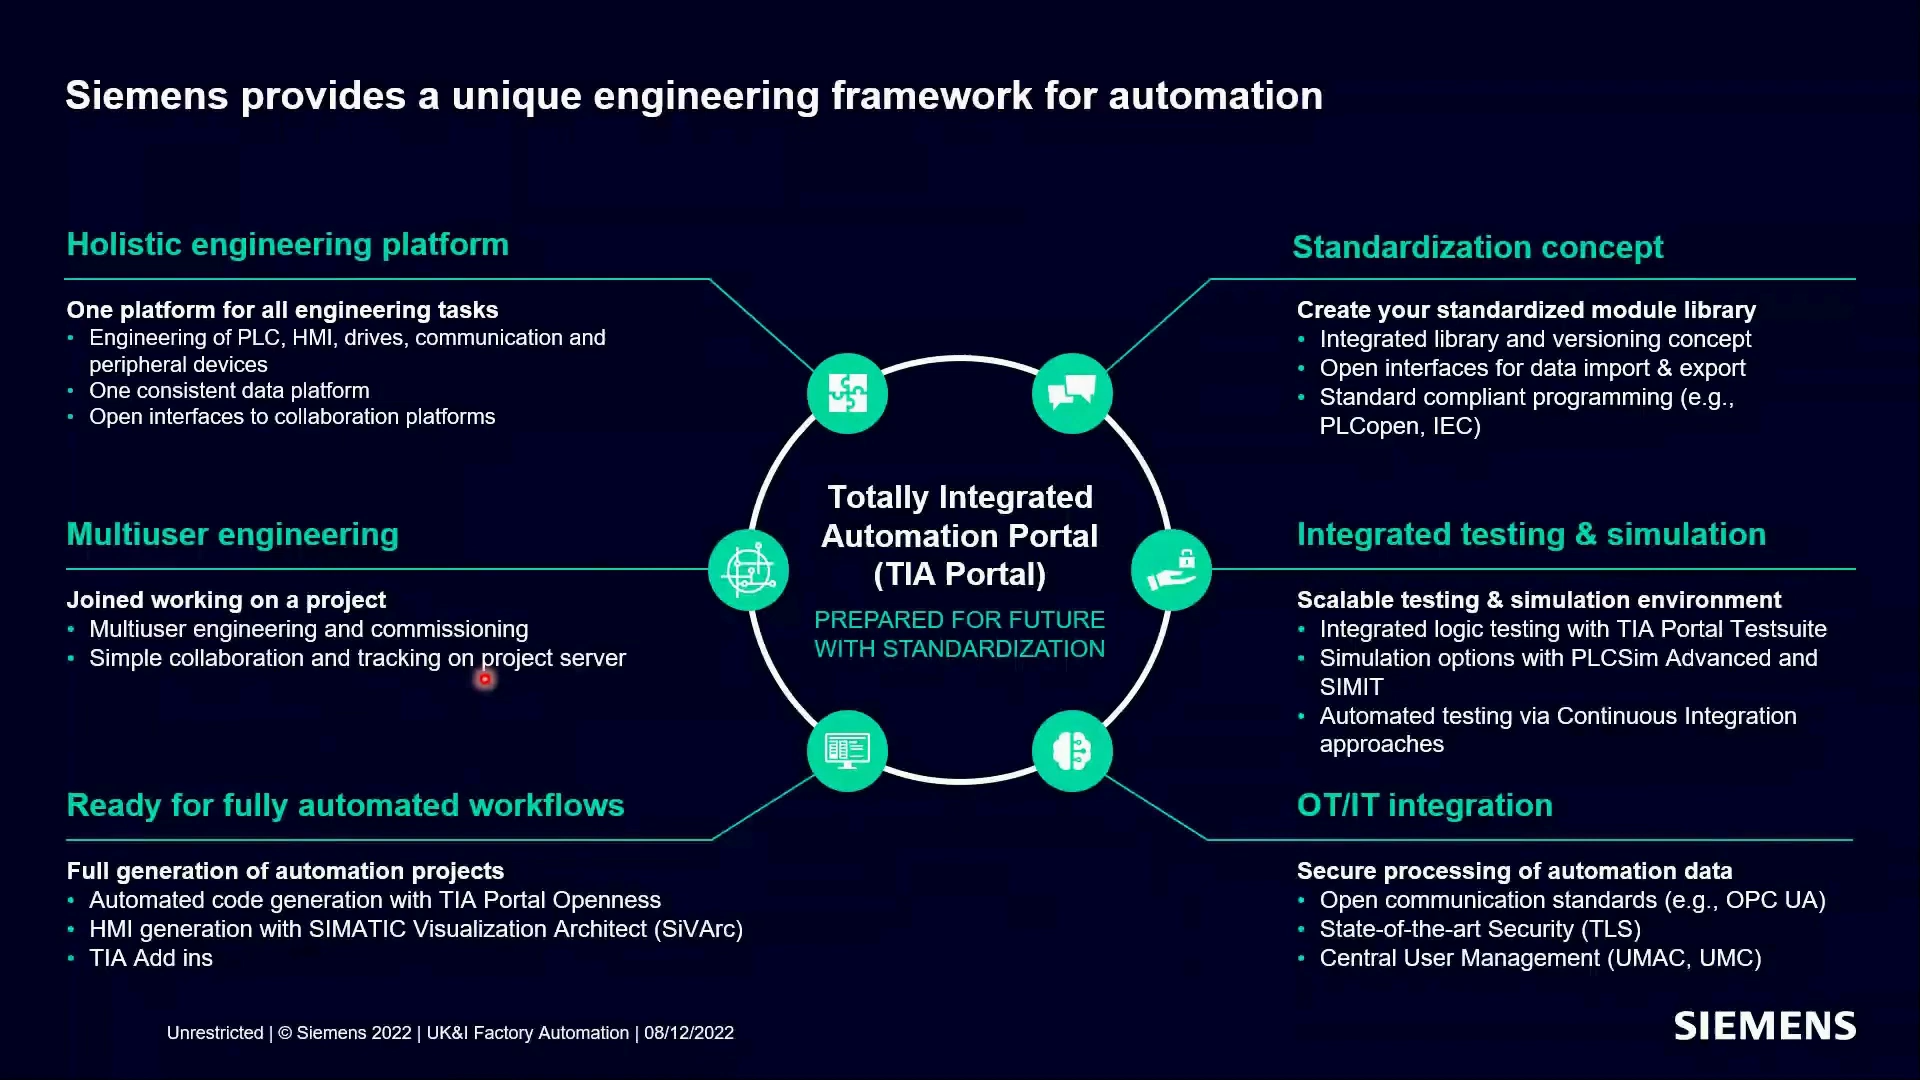 Siemens provides a unique engineering framework for automation
Holistic engineering platform
One platform for all engineering tasks
• Engineering of PLC, HMI, drives, communication and
peripheral devices
• One consistent data platform
• Open interfaces to collaboration platforms
Multiuser engineering
Joined working on a project
• Multiuser engineering and commissioning
• Simple collaboration and tracking on project server
Ready for fully automated workflows
Full generation of automation projects
• Automated code generation with TIA Portal Openness
• HMI generation with SIMATIC Visualization Architect (SiVArc)
• TIA Add ins
Totally Integrated
Automation Portal
(TIA Portal)
PREPARED FOR FUTURE
WITH STANDARDIZATION
Standardization concept
Create your standardized module library
• Integrated library and versioning concept
• Open interfaces for data import & export
• Standard compliant programming (e.g.,
PLCopen, IEC)
Integrated testing & simulation
Scalable testing & simulation environment
• Integrated logic testing with TIA Portal Testsuite
• Simulation options with PLCSim Advanced and
SIMIT
• Automated testing via Continuous Integration
approaches
OT/IT integration
Secure processing of automation data
• Open communication standards (e.g., OPC UA)
• State-of-the-art Security (TLS)
• Central User Management (UMAC, UMC)
Unrestricted | © Siemens 2022 | UK&I Factory Automation | 08/12/2022
SIEMENS